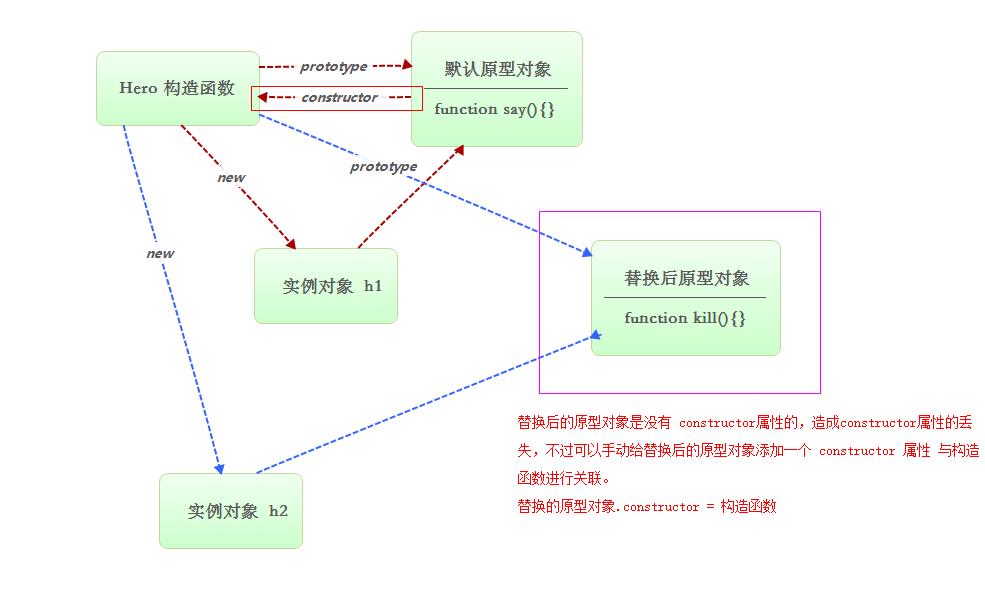 Hero 构造函数
prototype
constructor
默认原型对象
function say(){}
prototype
new
new
实例对象 h1
替换后原型对象
function kill(){}
替换后的原型对象是没有 constructor属性的，造成constructor属性的丢
失，不过可以手动给替换后的原型对象添加一个 constructor 属性 与构造
函数进行关联。
替换的原型对象.constructor = 构造函数
实例对象 h2